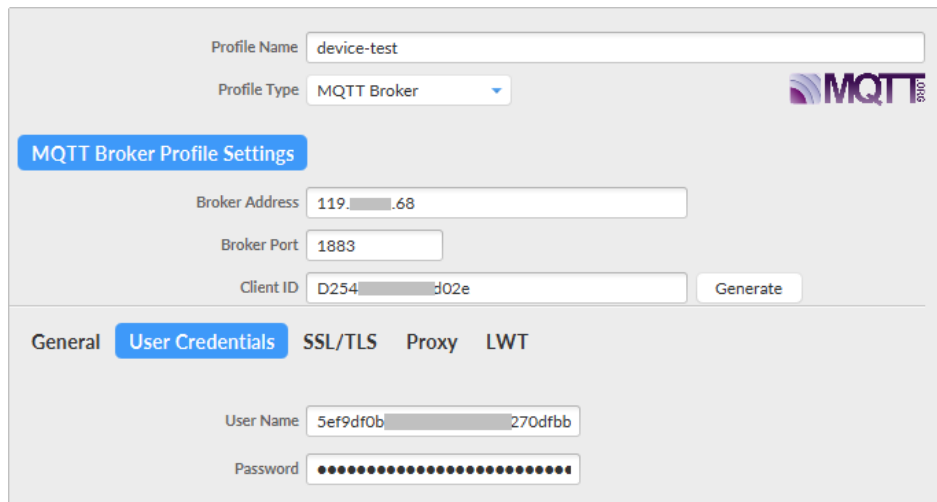 Profile Name device-test
Profile Type MQTT Broker
MQTT.ORG
MQTT Broker Profile Settings
Broker Address 119. .68
Broker Port 1883
Client ID D254 d02e Generate
General User Credentials SSL/TLS Proxy LWT
User Name 5ef9df0b 270dfbb
Password ●●●●●●●●●●●●●●●●●●●●●●●●●●